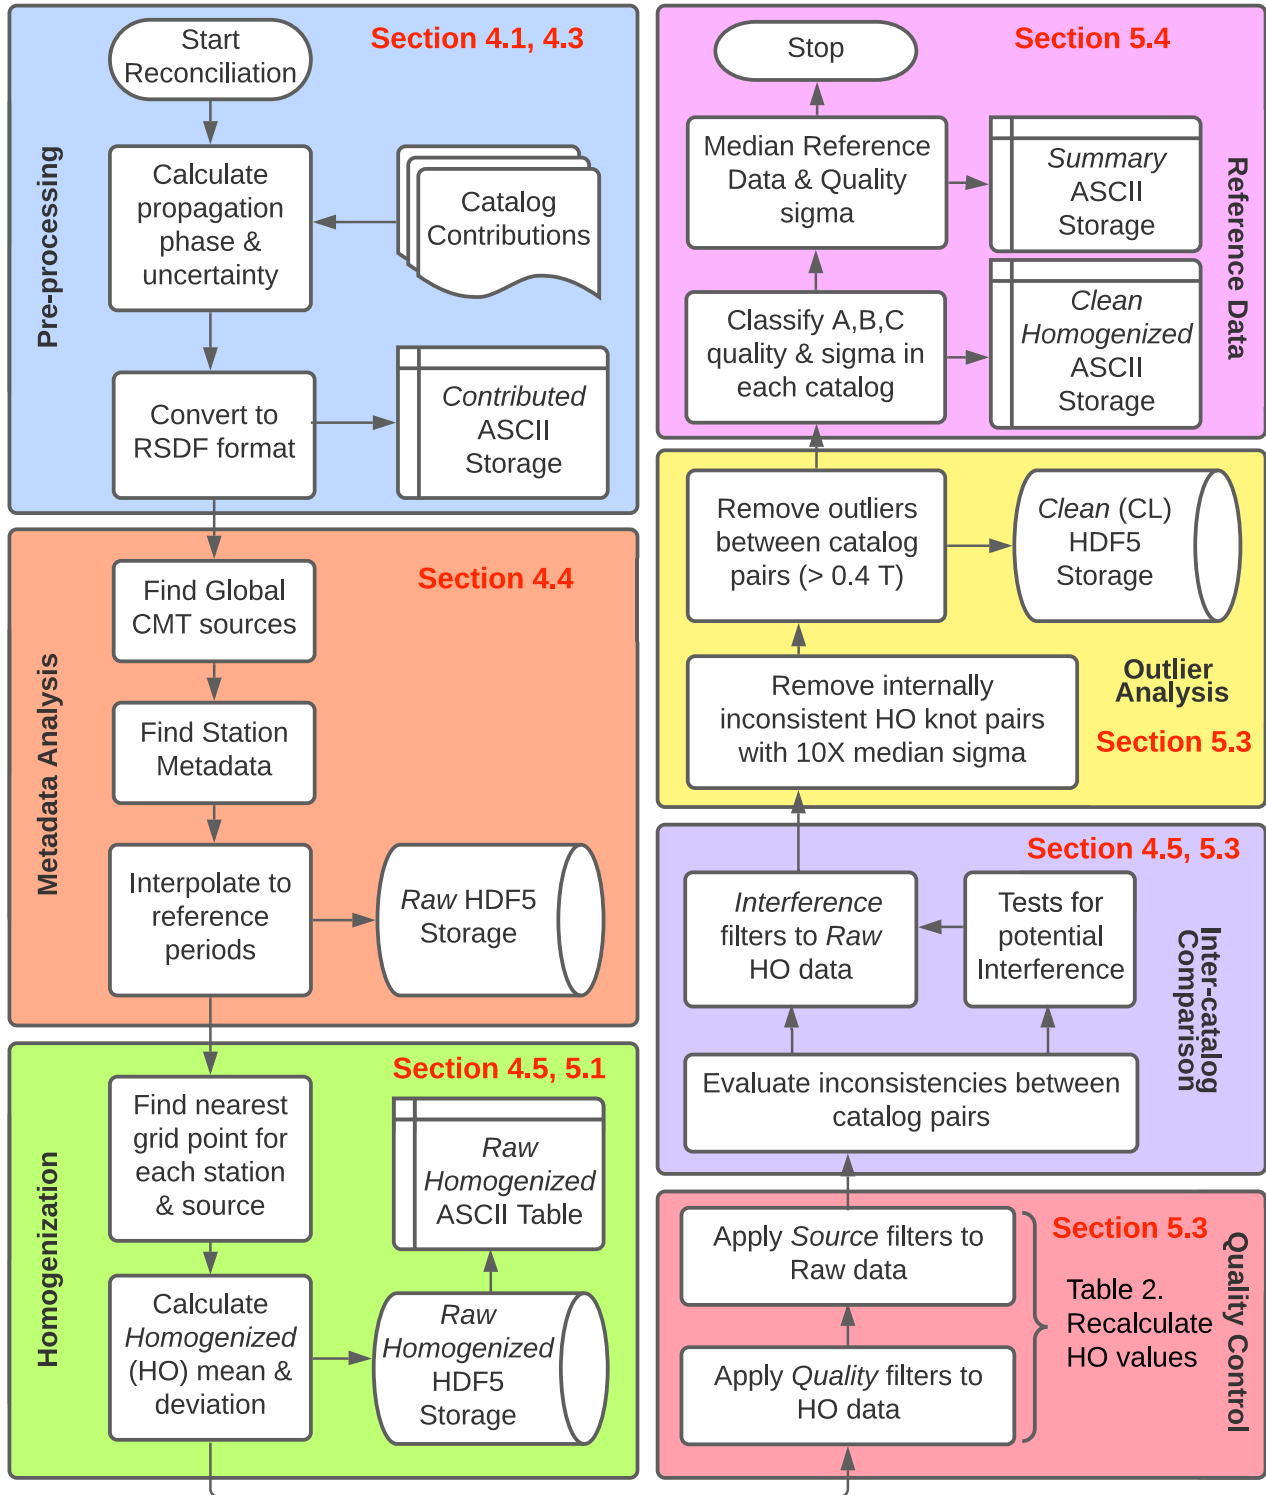 Section 4.1, 4.3
Start
Reconciliation
Pre-processing
Calculate
propagation
phase &
uncertainty
Catalog
Contributions
Convert to
RSDF format
Contributed
ASCII
Storage
Section 4.4
Metadata Analysis
Find Global
CMT sources
Find Station
Metadata
Interpolate to
reference
periods
Raw HDF5
Storage
Section 4.5, 5.1
Homogenization
Find nearest
grid point for
each station
& source
Raw
Homogenized
ASCII Table
Calculate
Homogenized
(HO) mean &
deviation
Raw
Homogenized
HDF5
Storage
Section 5.4
Stop
Reference Data
Median Reference
Data & Quality
sigma
Summary
ASCII
Storage
Classify A,B,C
quality & sigma in
each catalog
Clean
Homogenized
ASCII
Storage
Remove outliers
between catalog
pairs (> 0.4 T)
Clean (CL)
HDF5
Storage
Outlier
Analysis
Section 5.3
Remove internally
inconsistent HO knot pairs
with 10X median sigma
Section 4.5, 5.3
Inter-catalog
Comparison
Interference
filters to Raw
HO data
Tests for
potential
Interference
Evaluate inconsistencies between
catalog pairs
Section 5.3
Quality Control
Apply Source filters to
Raw data
Table 2.
Recalculate
HO values
Apply Quality filters to
HO data